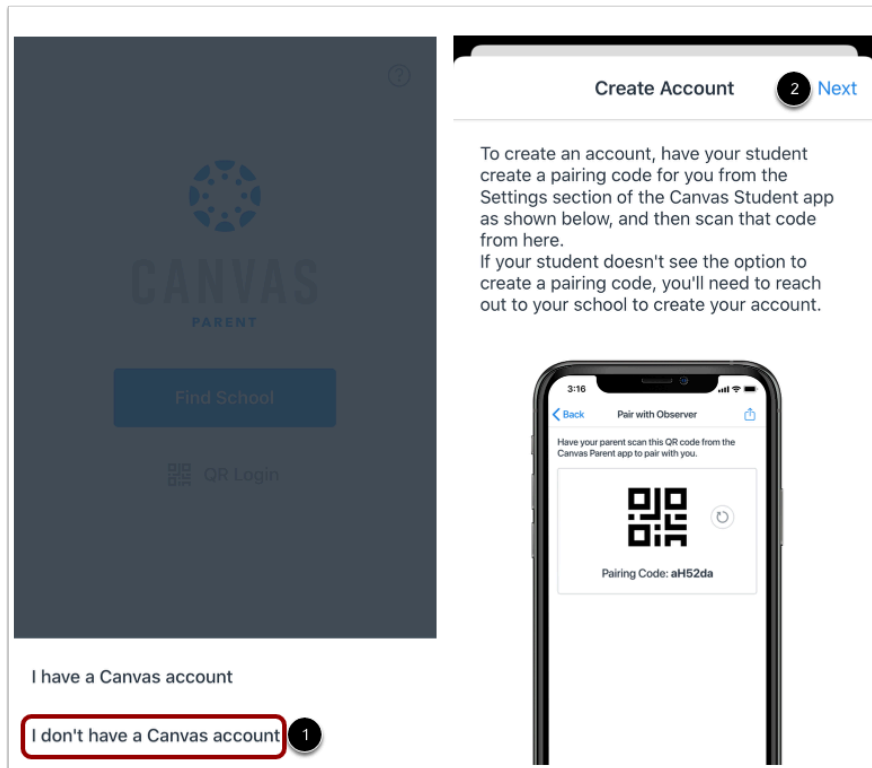 CANVAS
PARENT
Find School
QR Login
I have a Canvas account
I don't have a Canvas account 1
Create Account 2 Next
To create an account, have your student
create a pairing code for you from the
Settings section of the Canvas Student app
as shown below, and then scan that code
from here.
If your student doesn't see the option to
create a pairing code, you'll need to reach
out to your school to create your account.
3:16
Back Pair with Observer
Have your parent scan this QR code from the
Canvas Parent app to pair with you.
Pairing Code: aH52da